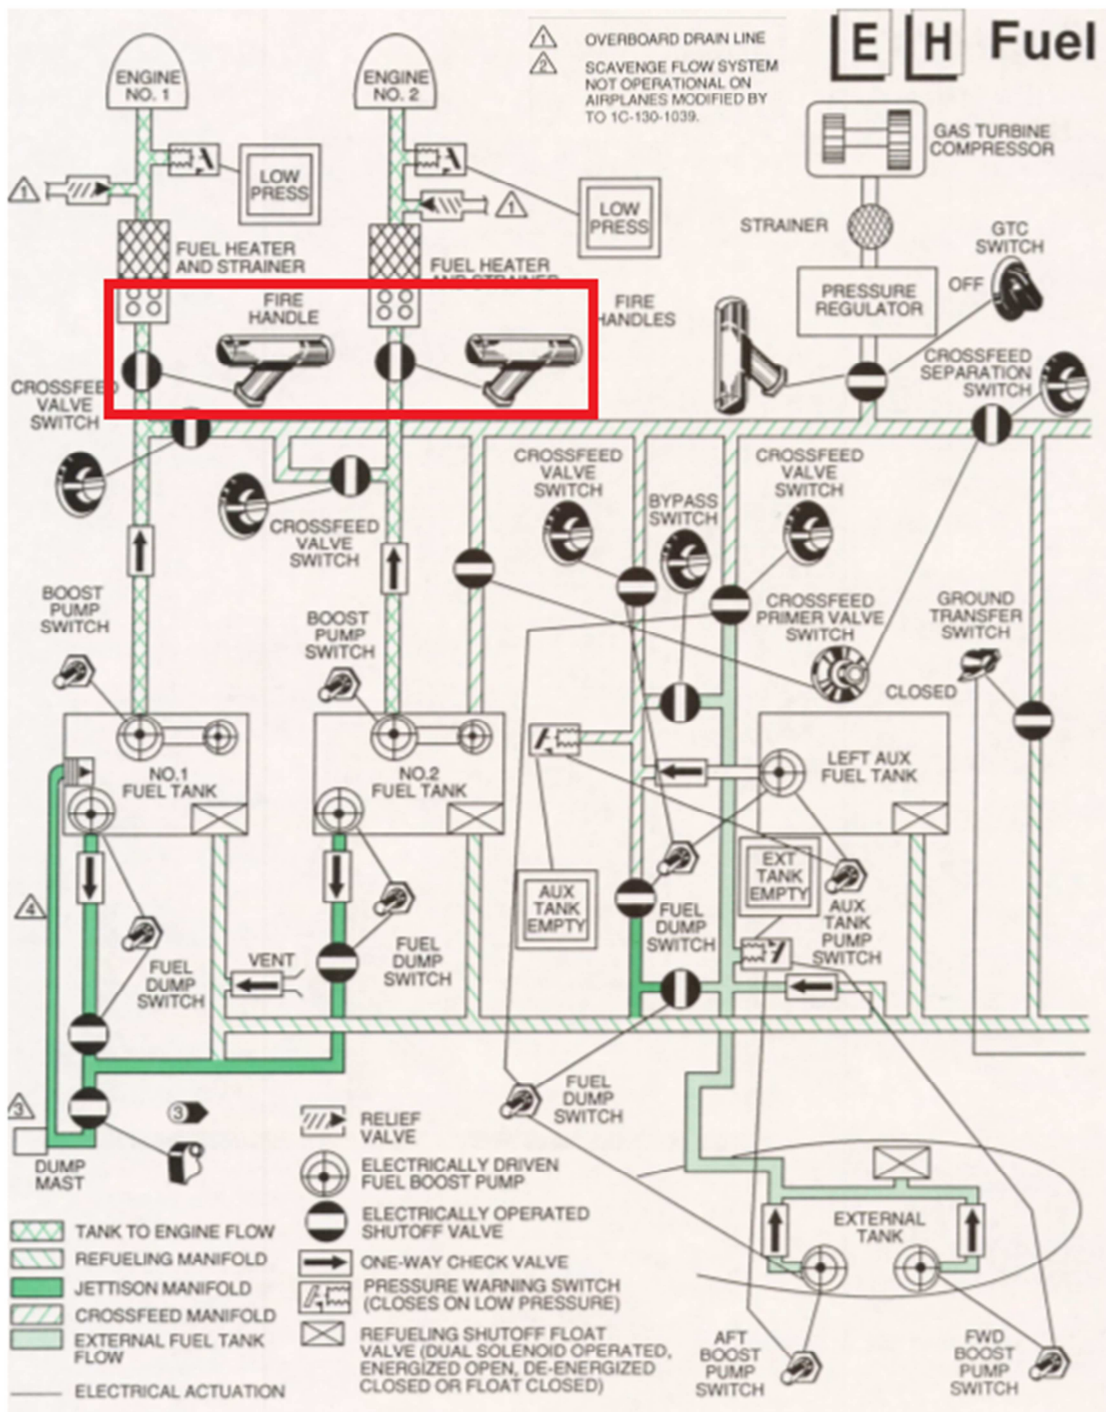 E H Fuel
1 OVERBOARD DRAIN LINE
2 SCAVENGE FLOW SYSTEM
NOT OPERATIONAL ON
AIRPLANES MODIFIED BY
TO 1C-130-1039.
ENGINE
NO. 1
ENGINE
NO. 2
GAS TURBINE
COMPRESSOR
LOW
PRESS
1
LOW
PRESS
1
STRAINER
GTC
SWITCH
OFF
FUEL HEATER
AND STRAINER
FUEL HEATER
AND STRAINER
PRESSURE
REGULATOR
FIRE
HANDLE
FIRE
HANDLES
CROSSFEED
SEPARATION
SWITCH
CROSSFEED
VALVE
SWITCH
CROSSFEED
VALVE
SWITCH
CROSSFEED
VALVE
SWITCH
BYPASS
SWITCH
CROSSFEED
VALVE
SWITCH
BOOST
PUMP
SWITCH
BOOST
PUMP
SWITCH
CROSSFEED
PRIMER VALVE
SWITCH
GROUND
TRANSFER
SWITCH
CLOSED
NO.1
FUEL TANK
NO.2
FUEL TANK
LEFT AUX
FUEL TANK
AUX
TANK
EMPTY
EXT
TANK
EMPTY
4
FUEL
DUMP
SWITCH
FUEL
DUMP
SWITCH
FUEL
DUMP
SWITCH
AUX
TANK
PUMP
SWITCH
VENT
FUEL
DUMP
SWITCH
3
3
DUMP
MAST
EXTERNAL
TANK
AFT
BOOST
PUMP
SWITCH
FWD
BOOST
PUMP
SWITCH
TANK TO ENGINE FLOW
REFUELING MANIFOLD
JETTISON MANIFOLD
CROSSFEED MANIFOLD
EXTERNAL FUEL TANK
FLOW
ELECTRICAL ACTUATION
RELIEF
VALVE
ELECTRICALLY DRIVEN
FUEL BOOST PUMP
ELECTRICALLY OPERATED
SHUTOFF VALVE
ONE-WAY CHECK VALVE
PRESSURE WARNING SWITCH
(CLOSES ON LOW PRESSURE)
REFUELING SHUTOFF FLOAT
VALVE (DUAL SOLENOID OPERATED,
ENERGIZED OPEN, DE-ENERGIZED
CLOSED OR FLOAT CLOSED)